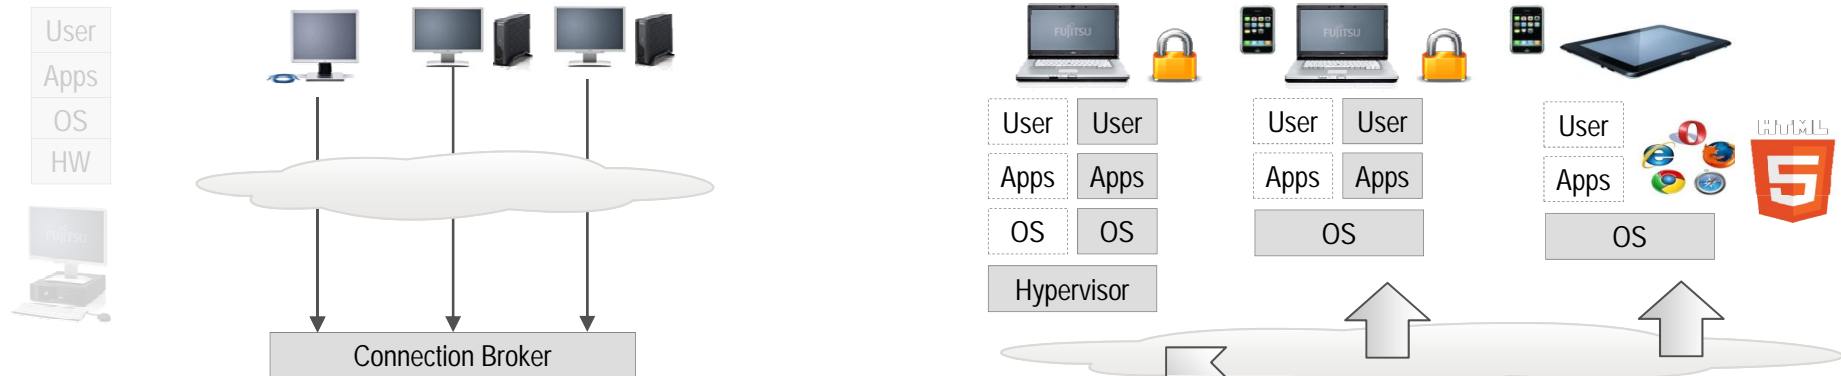 User
Apps
OS
HW
FUJITSU
Connection Broker
FUJITSU
User User
Apps Apps
OS OS
Hypervisor
FUJITSU
User User
Apps Apps
OS
User
Apps
OS
HTML
5